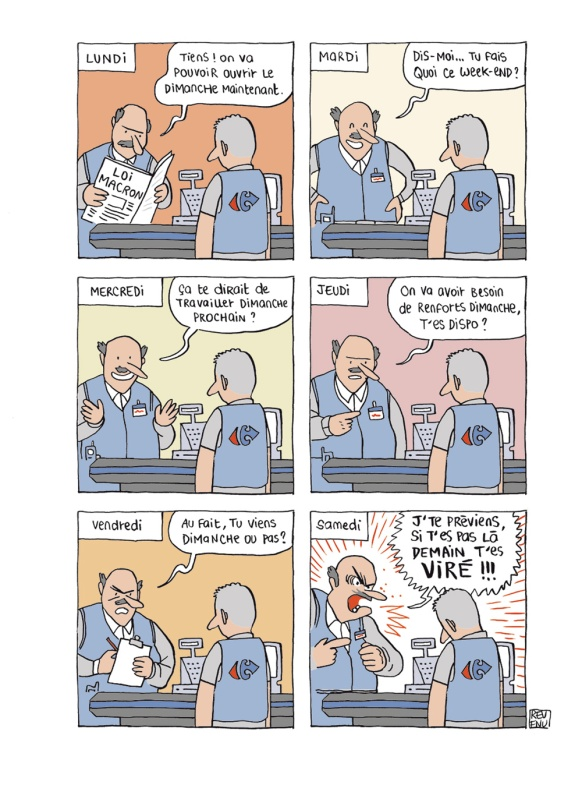 LUNDi
Tiens ! on va
POUVOiR OUVRiR Le
DiMANCHe MAiNTeNANT.
LOi
MACRON
MARDi
Dis-MOi... TU FAis
QUOi Ce Week-END ?
MERCREDi
ça te dirait de
TRAVAiLLeR DiMANCHe
PROCHAiN ?
JEUDi
On va avoir BeSOiN
de ReNFORTS DiMANCHe,
T'es DiSPO ?
vendredi
AU FAiT, TU VieNS
DiMANCHe OU PAS ?
samedi
J'Te PRÉViENS,
Si T'es PAS LÀ
DEMAiN T'es
ViRÉ !!!
REV
ENU